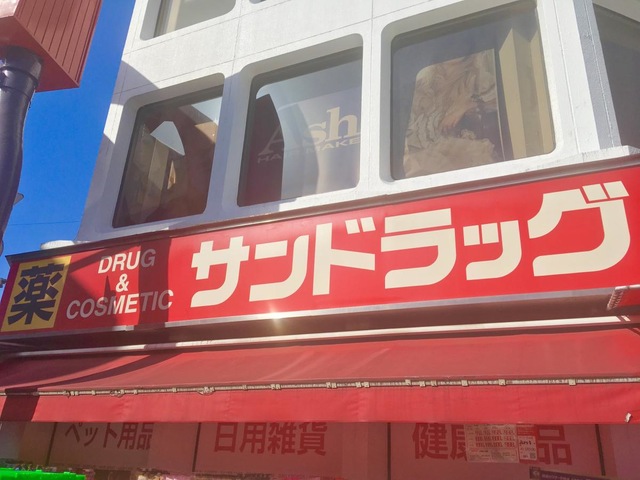 Ash
HAIR MAKE
薬
DRUG
&
COSMETIC
サンドラッグ
ペット用品
日用雑貨
健康
品